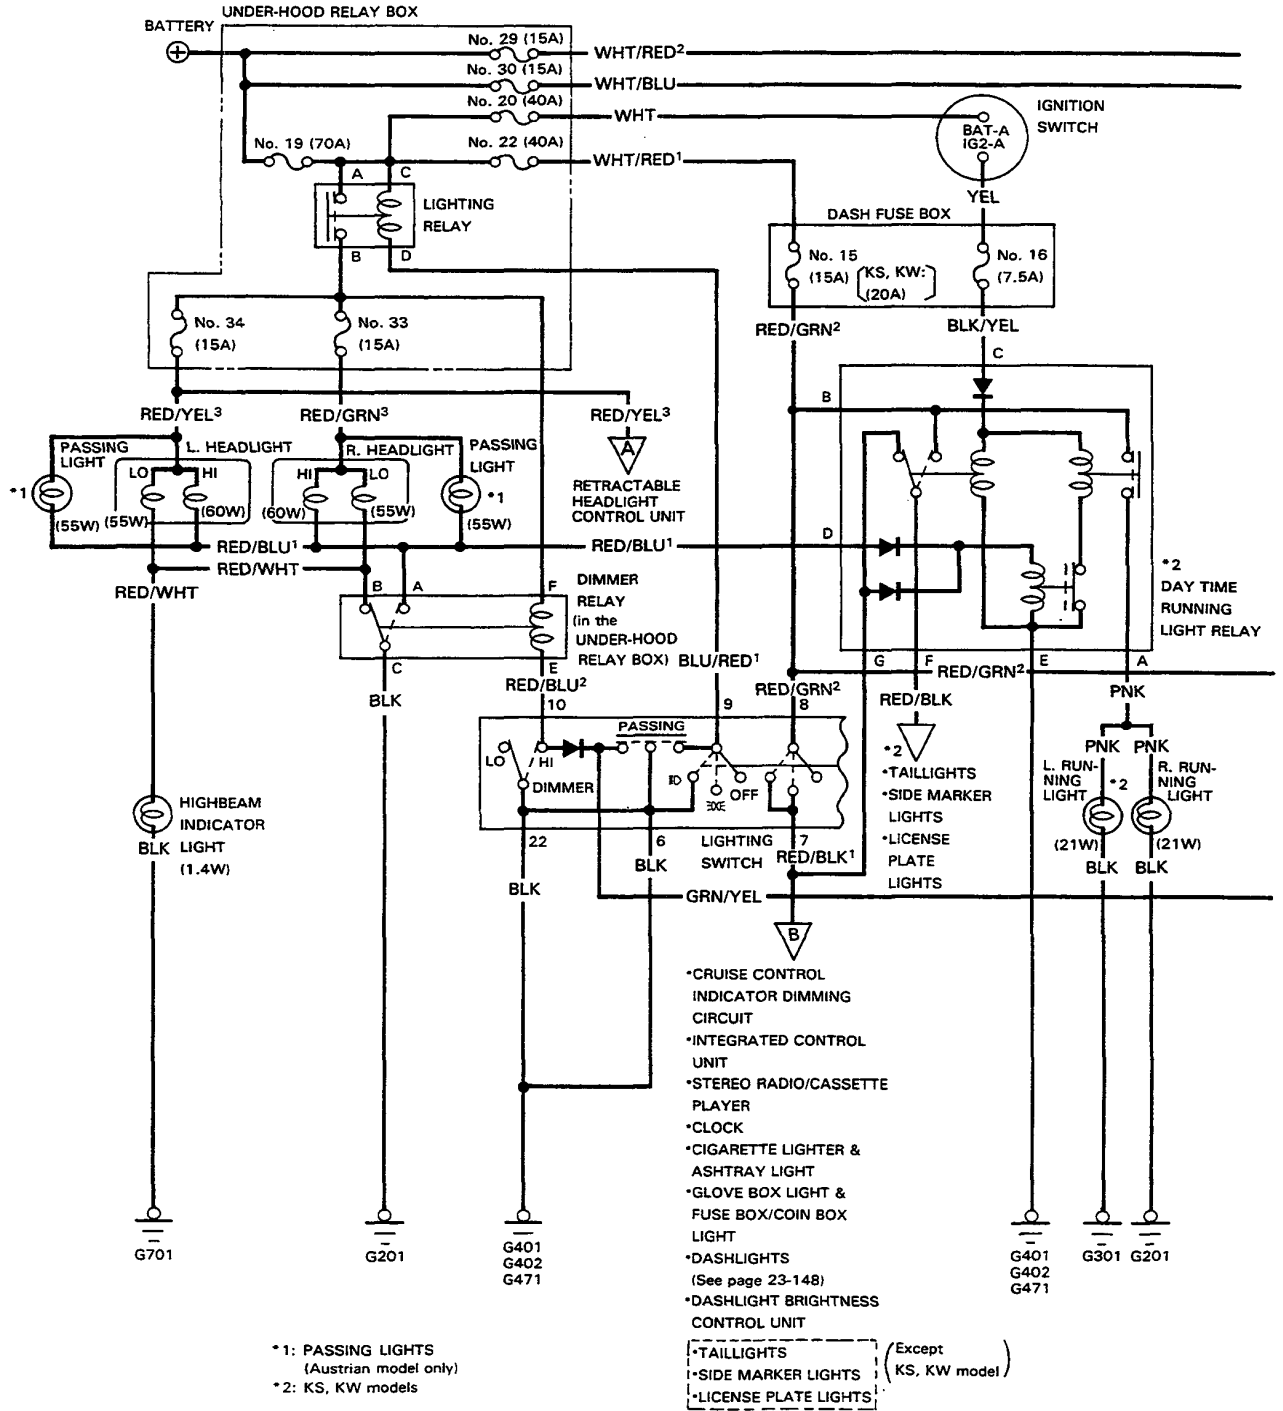 UNDER-HOOD RELAY BOX
BATTERY
No. 29 (15A)
WHT/RED2
No. 30 (15A)
WHT/BLU
No. 20 (40A)
WHT
IGNITION
SWITCH
BAT-A
IG2-A
No. 19 (70A)
No. 22 (40A)
WHT/RED1
A
C
LIGHTING
RELAY
B
D
YEL
DASH FUSE BOX
No. 15
(15A)
(KS, KW:
(20A))
No. 16
(7.5A)
No. 34
(15A)
No. 33
(15A)
RED/GRN2
BLK/YEL
C
B
RED/YEL3
RED/GRN3
RED/YEL3
A
RETRACTABLE
HEADLIGHT
CONTROL UNIT
PASSING
LIGHT
L. HEADLIGHT
R. HEADLIGHT
PASSING
LIGHT
LO
HI
HI
LO
*1
*1
(55W)
(55W)
(60W)
(60W)
(55W)
(55W)
RED/BLU1
RED/BLU1
D
RED/WHT
RED/WHT
B
A
F
DIMMER
RELAY
(in the
UNDER-HOOD
RELAY BOX)
*2
DAY TIME
RUNNING
LIGHT RELAY
C
E
BLU/RED1
G
F
E
A
RED/GRN2
BLK
RED/BLU2
RED/GRN2
RED/BLK
PNK
10
9
8
PASSING
LO
HI
DIMMER
OFF
*2
•TAILLIGHTS
•SIDE MARKER
LIGHTS
•LICENSE
PLATE
LIGHTS
PNK
PNK
L. RUN-
NING
LIGHT
*2
R. RUN-
NING
LIGHT
(21W)
(21W)
BLK
BLK
HIGHBEAM
INDICATOR
LIGHT
(1.4W)
BLK
22
6
LIGHTING
SWITCH
7
BLK
RED/BLK1
BLK
GRN/YEL
B
•CRUISE CONTROL
INDICATOR DIMMING
CIRCUIT
•INTEGRATED CONTROL
UNIT
•STEREO RADIO/CASSETTE
PLAYER
•CLOCK
•CIGARETTE LIGHTER &
ASHTRAY LIGHT
•GLOVE BOX LIGHT &
FUSE BOX/COIN BOX
LIGHT
•DASHLIGHTS
(See page 23-148)
•DASHLIGHT BRIGHTNESS
CONTROL UNIT
•TAILLIGHTS
•SIDE MARKER LIGHTS
•LICENSE PLATE LIGHTS
(Except
KS, KW model)
G701
G201
G401
G402
G471
G401
G402
G471
G301
G201
*1: PASSING LIGHTS
(Austrian model only)
*2: KS, KW models